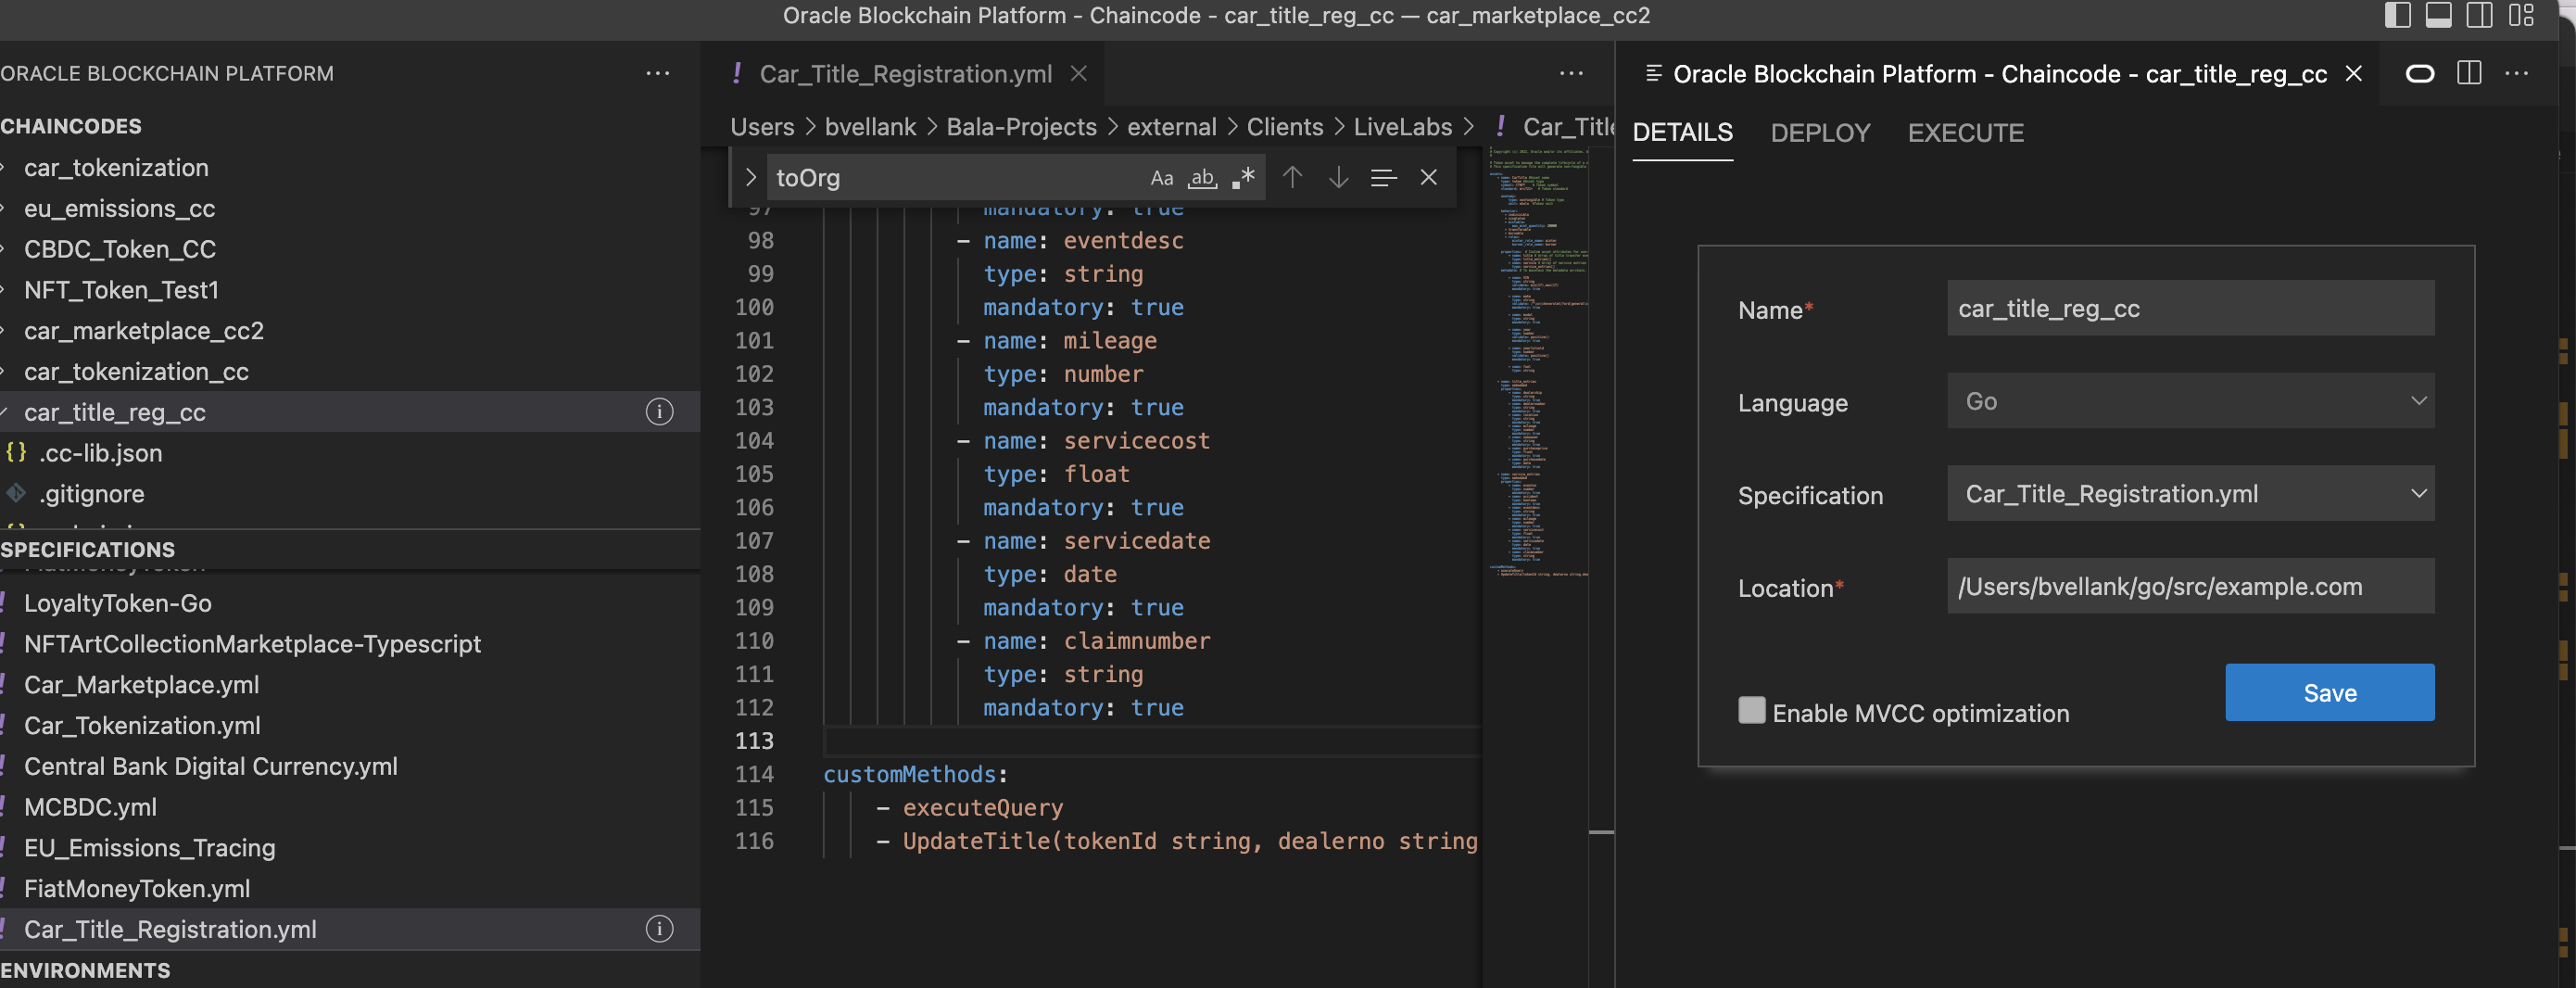 Oracle Blockchain Platform - Chaincode - car_title_reg_cc — car_marketplace_cc2
ORACLE BLOCKCHAIN PLATFORM
CHAINCODES
car_tokenization
eu_emissions_cc
CBDC_Token_CC
NFT_Token_Test1
car_marketplace_cc2
car_tokenization_cc
car_title_reg_cc
{} .cc-lib.json
.gitignore
SPECIFICATIONS
FiatMoneyToken
! LoyaltyToken-Go
! NFTArtCollectionMarketplace-Typescript
! Car_Marketplace.yml
! Car_Tokenization.yml
! Central Bank Digital Currency.yml
! MCBDC.yml
! EU_Emissions_Tracing
! FiatMoneyToken.yml
! Car_Title_Registration.yml
ENVIRONMENTS
! Car_Title_Registration.yml
Users > bvellank > Bala-Projects > external > Clients > LiveLabs > ! Car_Title
toOrg Aa ab .*
97 mandatory: true
98 - name: eventdesc
99 type: string
100 mandatory: true
101 - name: mileage
102 type: number
103 mandatory: true
104 - name: servicecost
105 type: float
106 mandatory: true
107 - name: servicedate
108 type: date
109 mandatory: true
110 - name: claimnumber
111 type: string
112 mandatory: true
113
114 customMethods:
115 - executeQuery
116 - UpdateTitle(tokenId string, dealerno string
Oracle Blockchain Platform - Chaincode - car_title_reg_cc
DETAILS DEPLOY EXECUTE
Name* car_title_reg_cc
Language Go
Specification Car_Title_Registration.yml
Location* /Users/bvellank/go/src/example.com
Enable MVCC optimization
Save